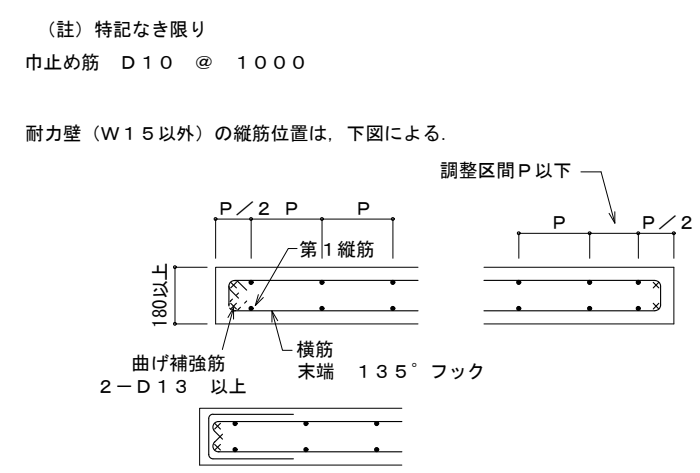 （註）特記なき限り
巾止め筋　Ｄ１０　＠　１０００
耐力壁（Ｗ１５以外）の縦筋位置は，下図による．
調整区間Ｐ以下
Ｐ／２　Ｐ　Ｐ
Ｐ　Ｐ／２
第１縦筋
180以上
横筋
末端　１３５°フック
曲げ補強筋
２－Ｄ１３　以上